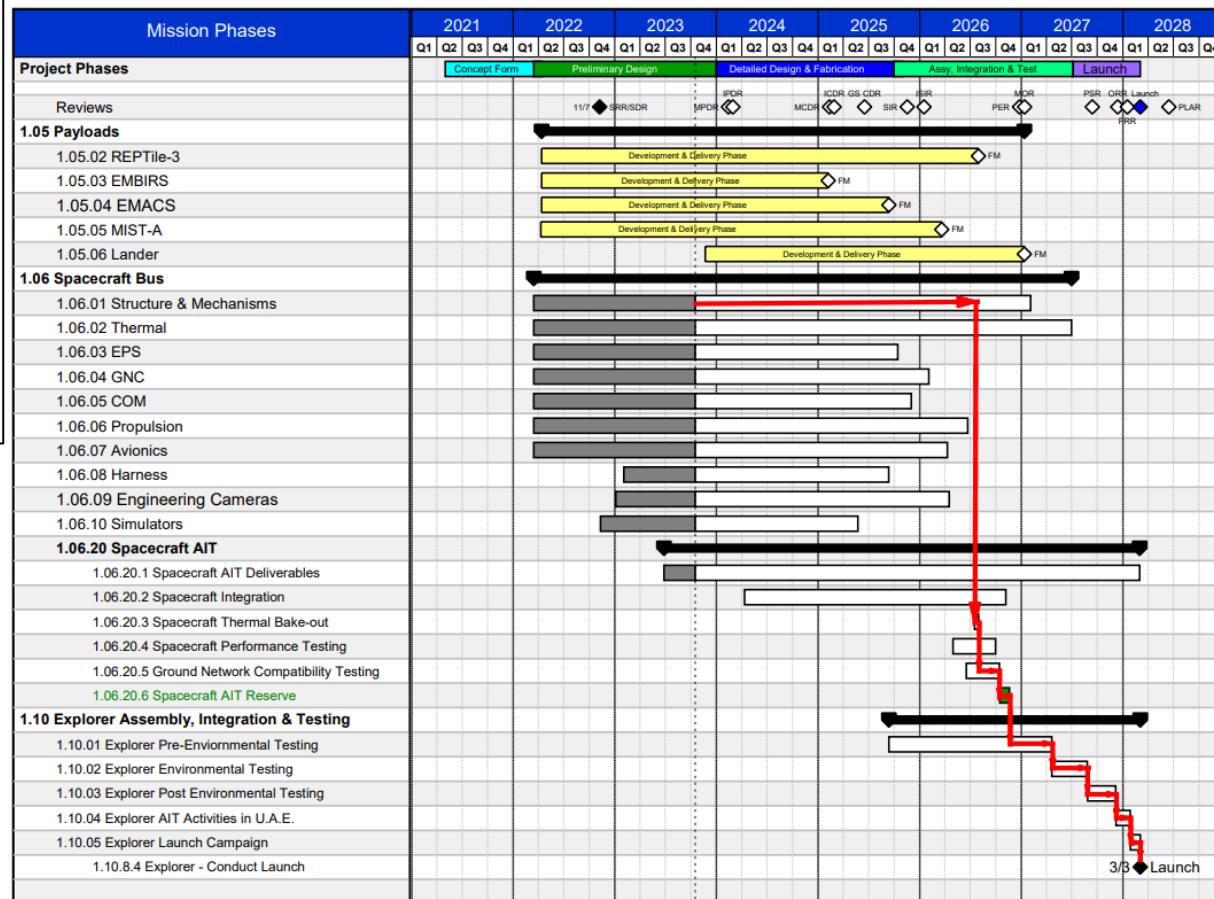 Mission Phases
2021 2022 2023 2024 2025 2026 2027 2028
Q1 Q2 Q3 Q4 Q1 Q2 Q3 Q4 Q1 Q2 Q3 Q4 Q1 Q2 Q3 Q4 Q1 Q2 Q3 Q4 Q1 Q2 Q3 Q4 Q1 Q2 Q3 Q4 Q1 Q2 Q3
Project Phases Concept Form Preliminary Design Detailed Design & Fabrication Assy, Integration & Test Launch
IPDR ICDR GS CDR ISIR MOR PSR ORR Launch
Reviews 11/7 SRR/SDR MPDR MCDR SIR PER PLAR
FRR
1.05 Payloads
1.05.02 REPTile-3 Development & Delivery Phase FM
1.05.03 EMBIRS Development & Delivery Phase FM
1.05.04 EMACS Development & Delivery Phase FM
1.05.05 MIST-A Development & Delivery Phase FM
1.05.06 Lander Development & Delivery Phase FM
1.06 Spacecraft Bus
1.06.01 Structure & Mechanisms
1.06.02 Thermal
1.06.03 EPS
1.06.04 GNC
1.06.05 COM
1.06.06 Propulsion
1.06.07 Avionics
1.06.08 Harness
1.06.09 Engineering Cameras
1.06.10 Simulators
1.06.20 Spacecraft AIT
1.06.20.1 Spacecraft AIT Deliverables
1.06.20.2 Spacecraft Integration
1.06.20.3 Spacecraft Thermal Bake-out
1.06.20.4 Spacecraft Performance Testing
1.06.20.5 Ground Network Compatibility Testing
1.06.20.6 Spacecraft AIT Reserve
1.10 Explorer Assembly, Integration & Testing
1.10.01 Explorer Pre-Enviornmental Testing
1.10.02 Explorer Environmental Testing
1.10.03 Explorer Post Environmental Testing
1.10.04 Explorer AIT Activities in U.A.E.
1.10.05 Explorer Launch Campaign
1.10.8.4 Explorer - Conduct Launch 3/3 Launch